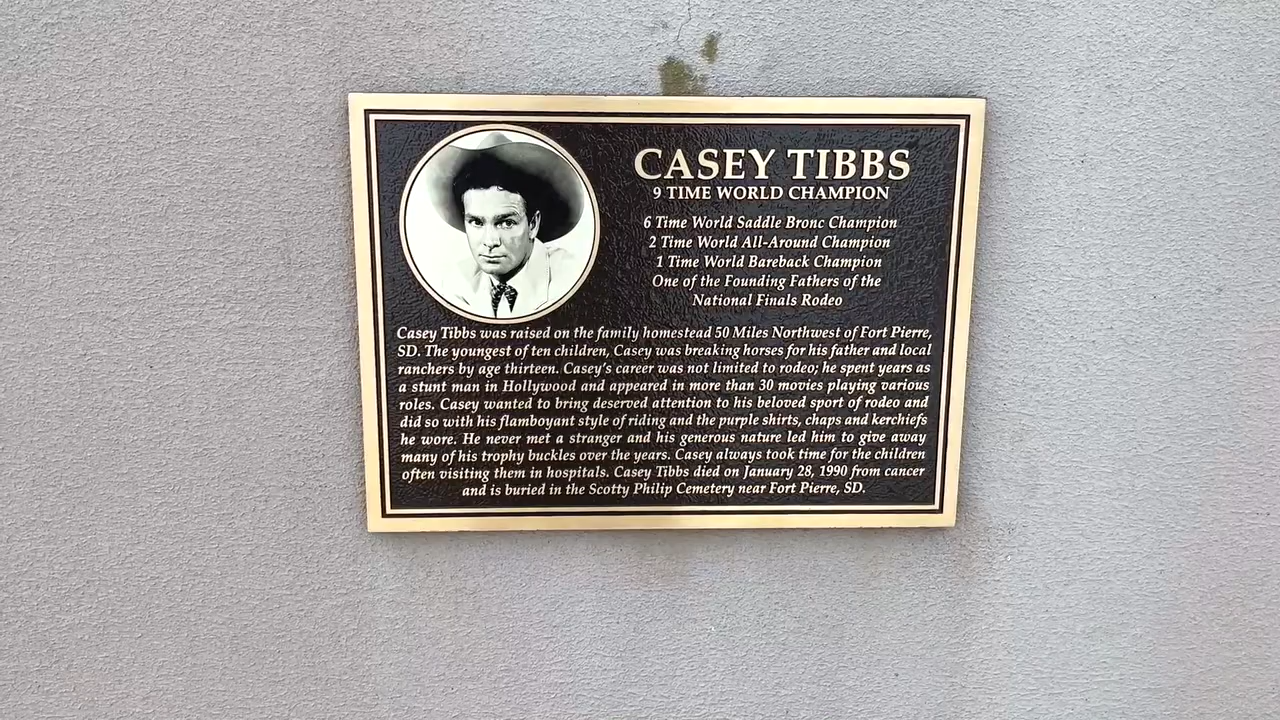 CASEY TIBBS
9 TIME WORLD CHAMPION
6 Time World Saddle Bronc Champion
2 Time World All-Around Champion
1 Time World Bareback Champion
One of the Founding Fathers of the
National Finals Rodeo
Casey Tibbs was raised on the family homestead 50 Miles Northwest of Fort Pierre,
SD. The youngest of ten children, Casey was breaking horses for his father and local
ranchers by age thirteen. Casey's career was not limited to rodeo; he spent years as
a stunt man in Hollywood and appeared in more than 30 movies playing various
roles. Casey wanted to bring deserved attention to his beloved sport of rodeo and
did so with his flamboyant style of riding and the purple shirts, chaps and kerchiefs
he wore. He never met a stranger and his generous nature led him to give away
many of his trophy buckles over the years. Casey always took time for the children
often visiting them in hospitals. Casey Tibbs died on January 28, 1990 from cancer
and is buried in the Scotty Philip Cemetery near Fort Pierre, SD.